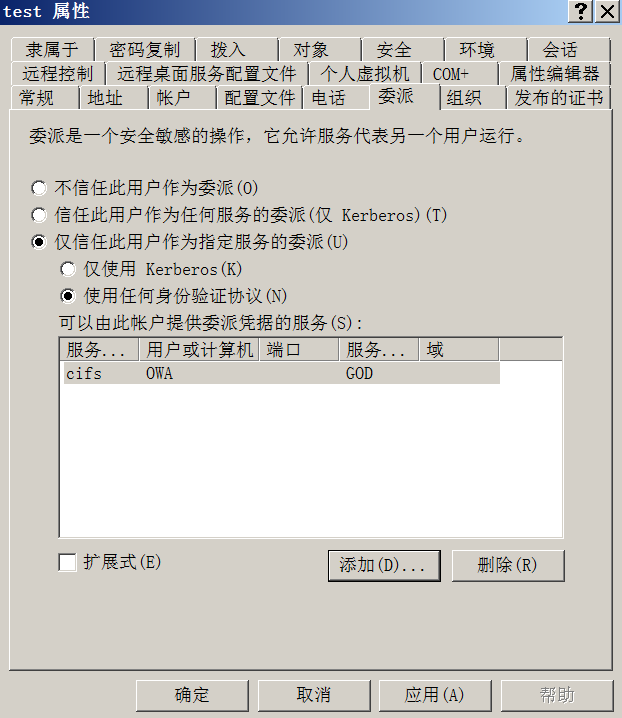 test 属性
隶属于 密码复制 拨入 对象 安全 环境 会话
远程控制 远程桌面服务配置文件 个人虚拟机 COM+ 属性编辑器
常规 地址 帐户 配置文件 电话 委派 组织 发布的证书
委派是一个安全敏感的操作，它允许服务代表另一个用户运行。
不信任此用户作为委派(O)
信任此用户作为任何服务的委派(仅 Kerberos)(T)
仅信任此用户作为指定服务的委派(U)
仅使用 Kerberos(K)
使用任何身份验证协议(N)
可以由此帐户提供委派凭据的服务(S):
服务... 用户或计算机 端口 服务... 域
cifs OWA GOD
扩展式(E) 添加(D)... 删除(R)
确定 取消 应用(A) 帮助